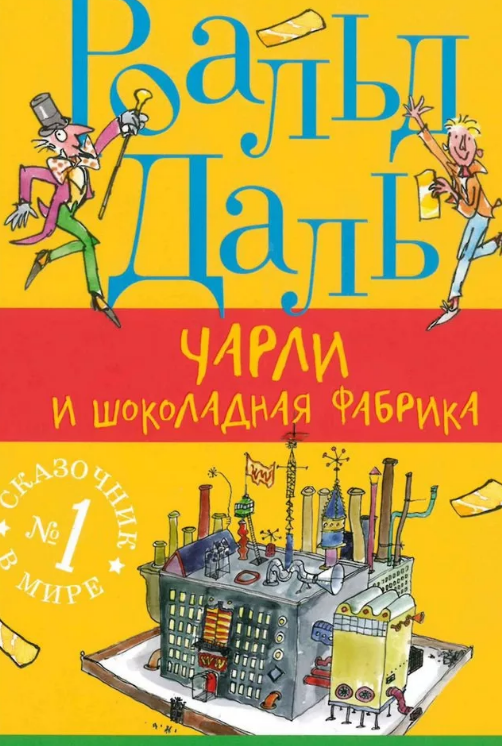 Роальд
Даль
ЧАРЛИ
И ШОКОЛАДНАЯ ФАБРИКА
СКАЗОЧНИК
№1
В МИРЕ